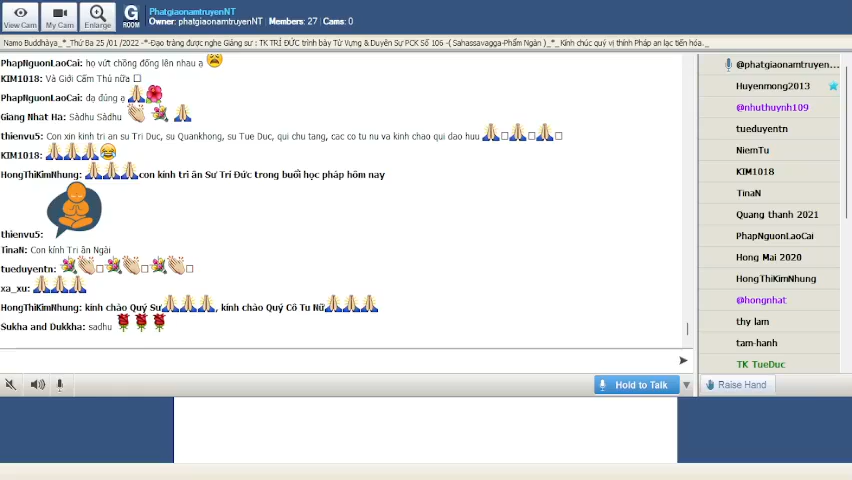 View Cam
My Cam
Enlarge
G
ROOM
PhatgiaonamtruyenNT
Owner: phatgiaonamtruyenNT | Members: 27 | Cams: 0
Namo Buddhàya_*_Thứ Ba 25 /01 /2022 -*-Đạo tràng được nghe Giảng sư : TK TRÍ ĐỨC trình bày Tứ Vựng & Duyên Sự PCK Số 106 -( Sahassavagga-Phẩm Ngàn )_*_Kính chúc quý vị thính Pháp an lạc tiến hóa._
PhapNguonLaoCai: họ vứt chồng đống lên nhau ạ
KIM1018: Và Giới Cấm Thủ nữa
PhapNguonLaoCai: dạ đúng ạ
Giang Nhat Ha: Sàdhu Sàdhu
thienvu5: Con xin kinh tri an su Tri Duc, su Quankhong, su Tue Duc, qui chu tang, cac co tu nu va kinh chao qui dao huu
KIM1018:
HongThiKimNhung: con kính tri ân Sư Trí Đức trong buổi học pháp hôm nay
thienvu5:
TinaN: Con kính Tri ân Ngài
tueduyentn:
xa_xu:
HongThiKimNhung: kính chào Quý Sư, kính chào Quý Cô Tu Nữ
Sukha and Dukkha: sadhu
Hold to Talk
@phatgiaonamtruyen...
Huyenmong2013
@nhuthuynh109
tueduyentn
NiemTu
KIM1018
TinaN
Quang thanh 2021
PhapNguonLaoCai
Hong Mai 2020
HongThiKimNhung
@hongnhat
thy lam
tam-hanh
TK TueDuc
Raise Hand